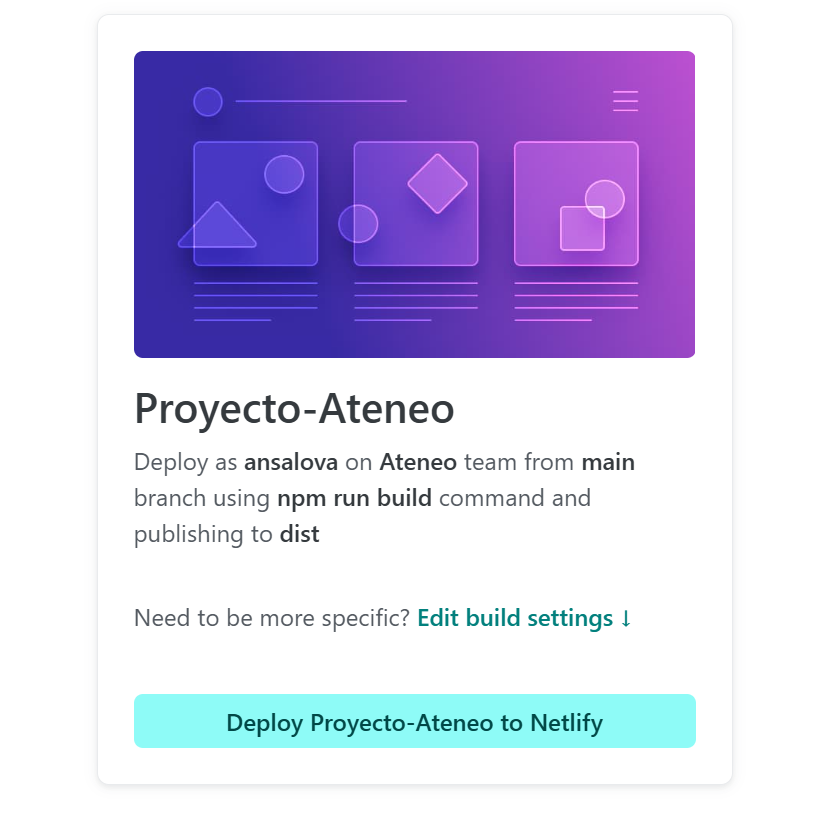 Proyecto-Ateneo
Deploy as ansalova on Ateneo team from main
branch using npm run build command and
publishing to dist
Need to be more specific? Edit build settings ↓
Deploy Proyecto-Ateneo to Netlify